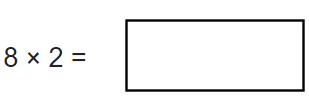 8 × 2 =